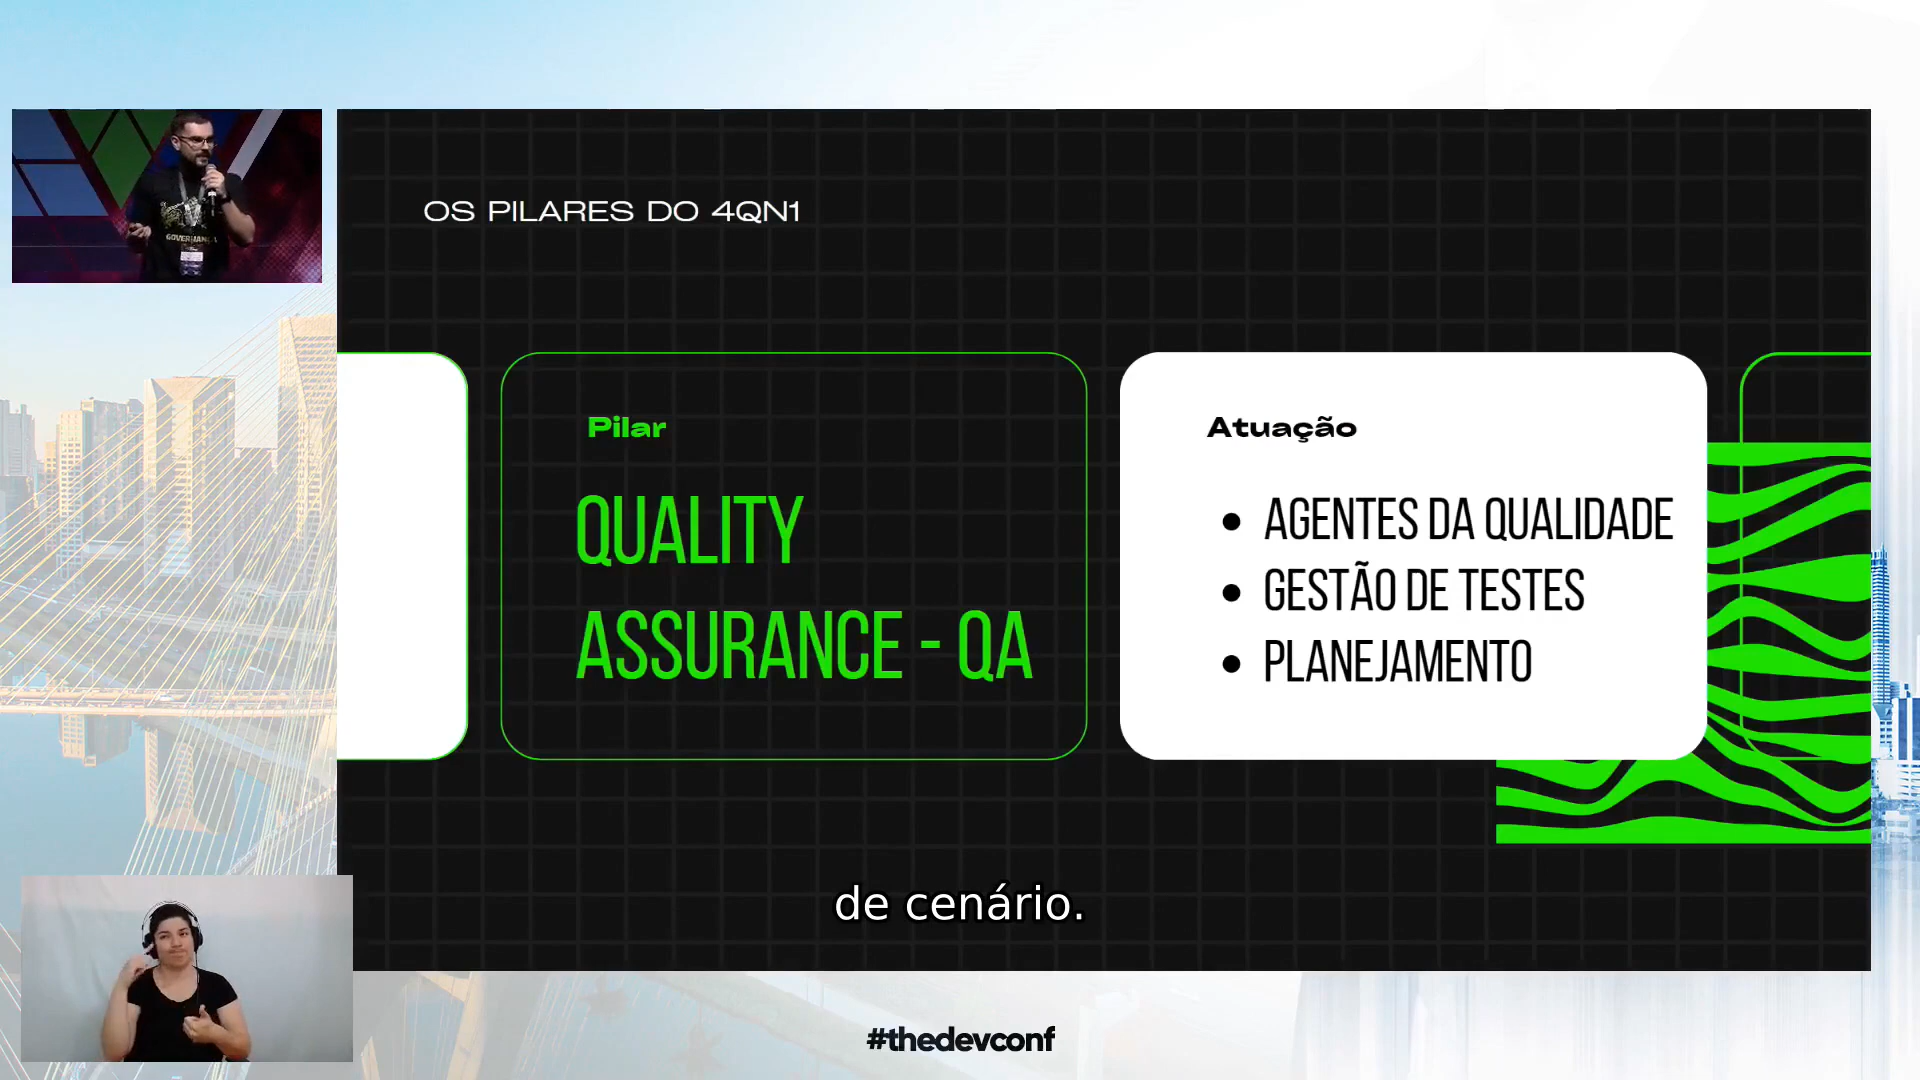 OS PILARES DO 4QN1
Pilar
QUALITY
ASSURANCE - QA
Atuação
• AGENTES DA QUALIDADE
• GESTÃO DE TESTES
• PLANEJAMENTO
GOVERNANÇA
de cenário.
#thedevconf